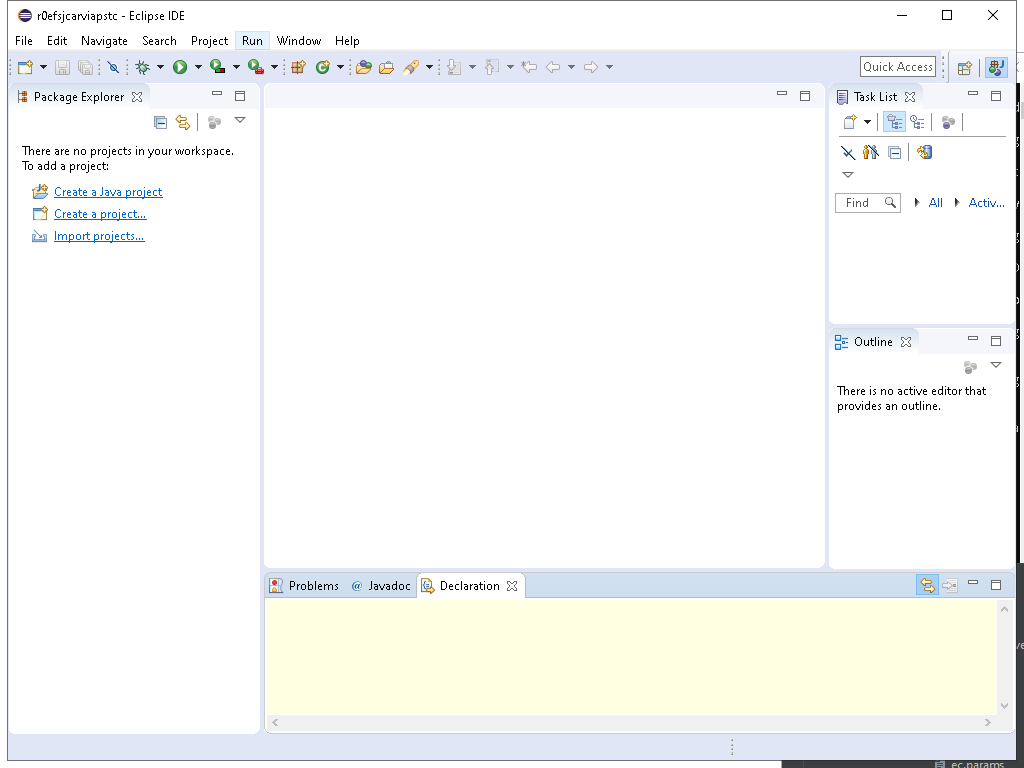 r0efsjcarviapstc - Eclipse IDE
File Edit Navigate Search Project Run Window Help
Quick Access
Package Explorer
There are no projects in your workspace.
To add a project:
Create a Java project
Create a project...
Import projects...
Task List
Find All Activ...
Outline
There is no active editor that
provides an outline.
Problems @ Javadoc Declaration
ec.params